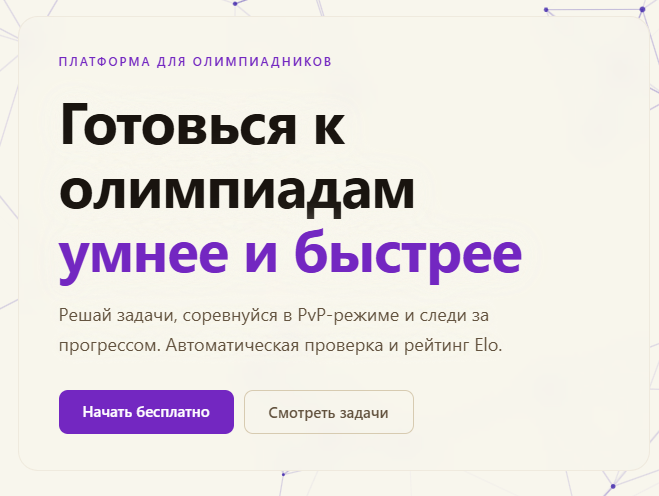 ПЛАТФОРМА ДЛЯ ОЛИМПИАДНИКОВ
Готовься к
олимпиадам
умнее и быстрее
Решай задачи, соревнуйся в PvP-режиме и следи за
прогрессом. Автоматическая проверка и рейтинг Elo.
Начать бесплатно
Смотреть задачи